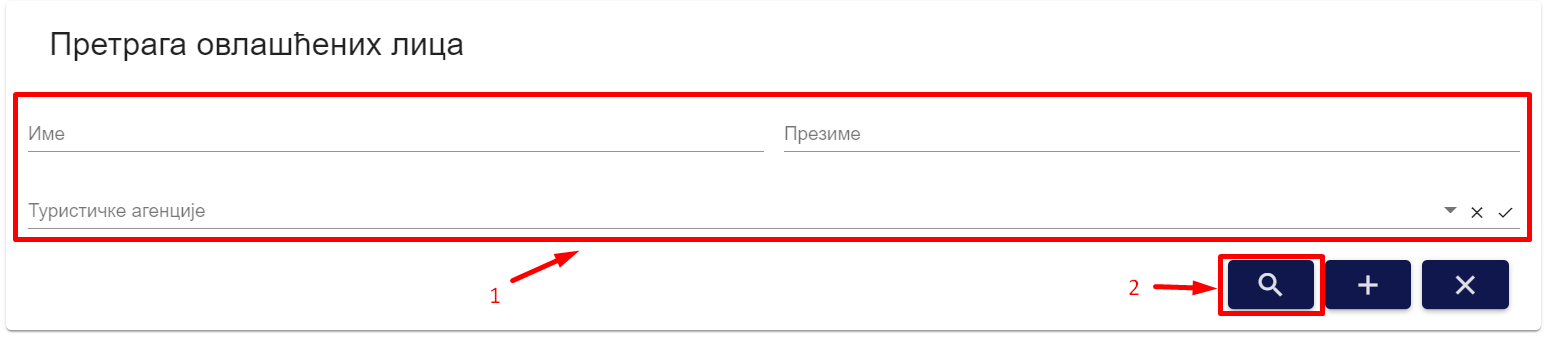 Претрага овлашћених лица
Име
Презиме
Туристичке агенције
1
2